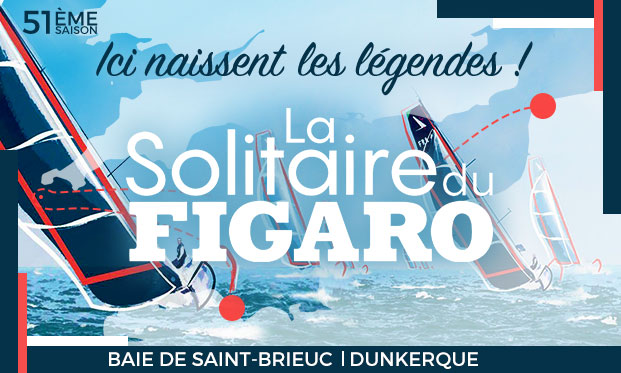 51ÈME
SAISON
Ici naissent les légendes !
La
Solitaire du
FIGARO
BAIE DE SAINT-BRIEUC | DUNKERQUE